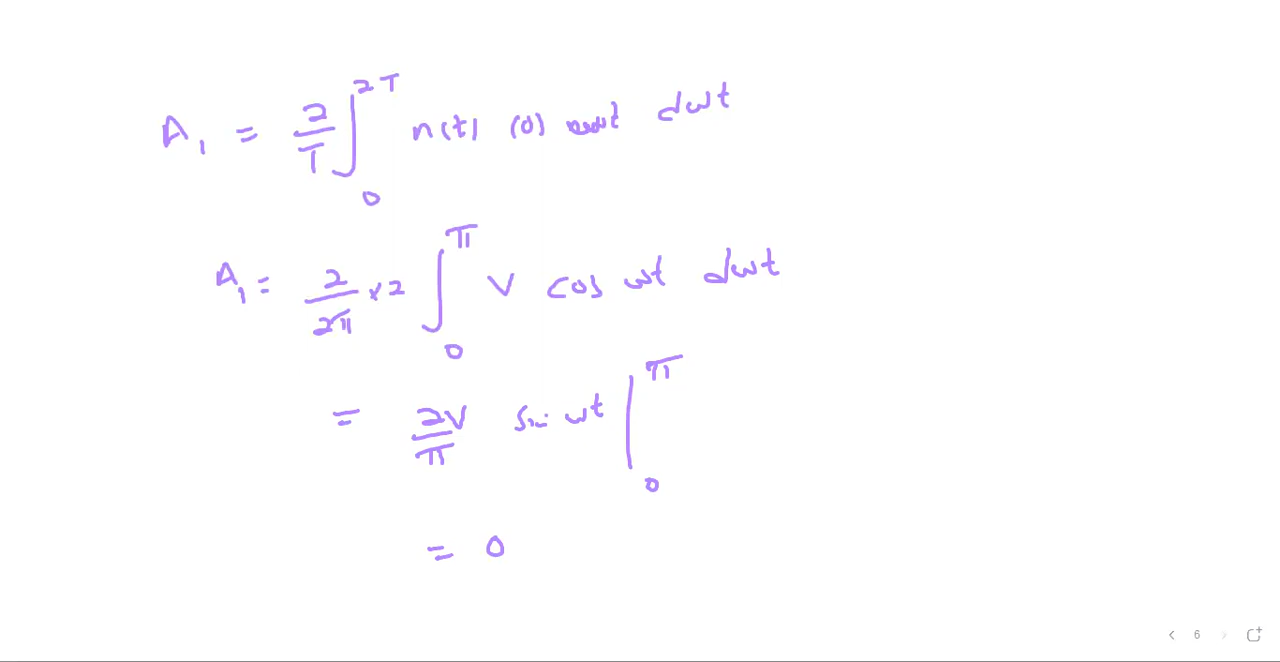 A₁ = 2/T ∫₀^2T n(t) (0) nωt dωt
A₁ = 2/2π ×2 ∫₀^π V cos ωt dωt
= 2V/π Sin ωt |₀^π
= 0
6